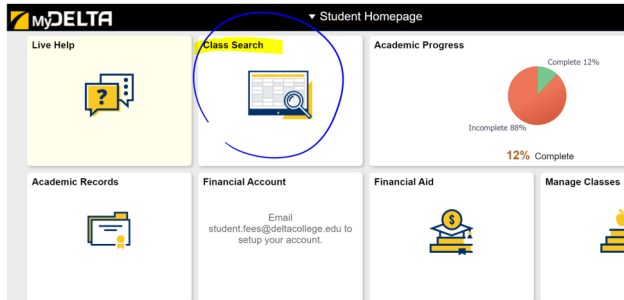 MyDELTA
▼ Student Homepage
Live Help
Class Search
Academic Progress
Complete 12%
Incomplete 88%
12% Complete
?
Academic Records
Financial Account
Financial Aid
Manage Classes
Email
student.fees@deltacollege.edu to
setup your account.
$